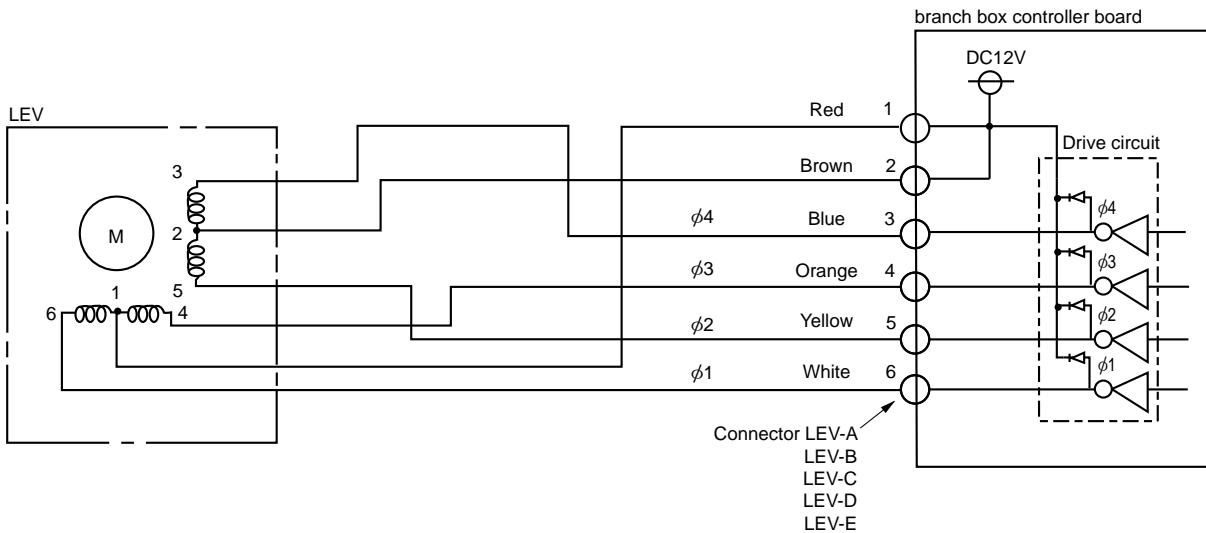 branch box controller board
DC12V
LEV
Red 1
Drive circuit
Brown 2
3
ϕ4 Blue 3 ϕ4
2
M
ϕ3 Orange 4 ϕ3
5
1
6 4
ϕ2 Yellow 5 ϕ2
ϕ1 White 6 ϕ1
Connector LEV-A
LEV-B
LEV-C
LEV-D
LEV-E